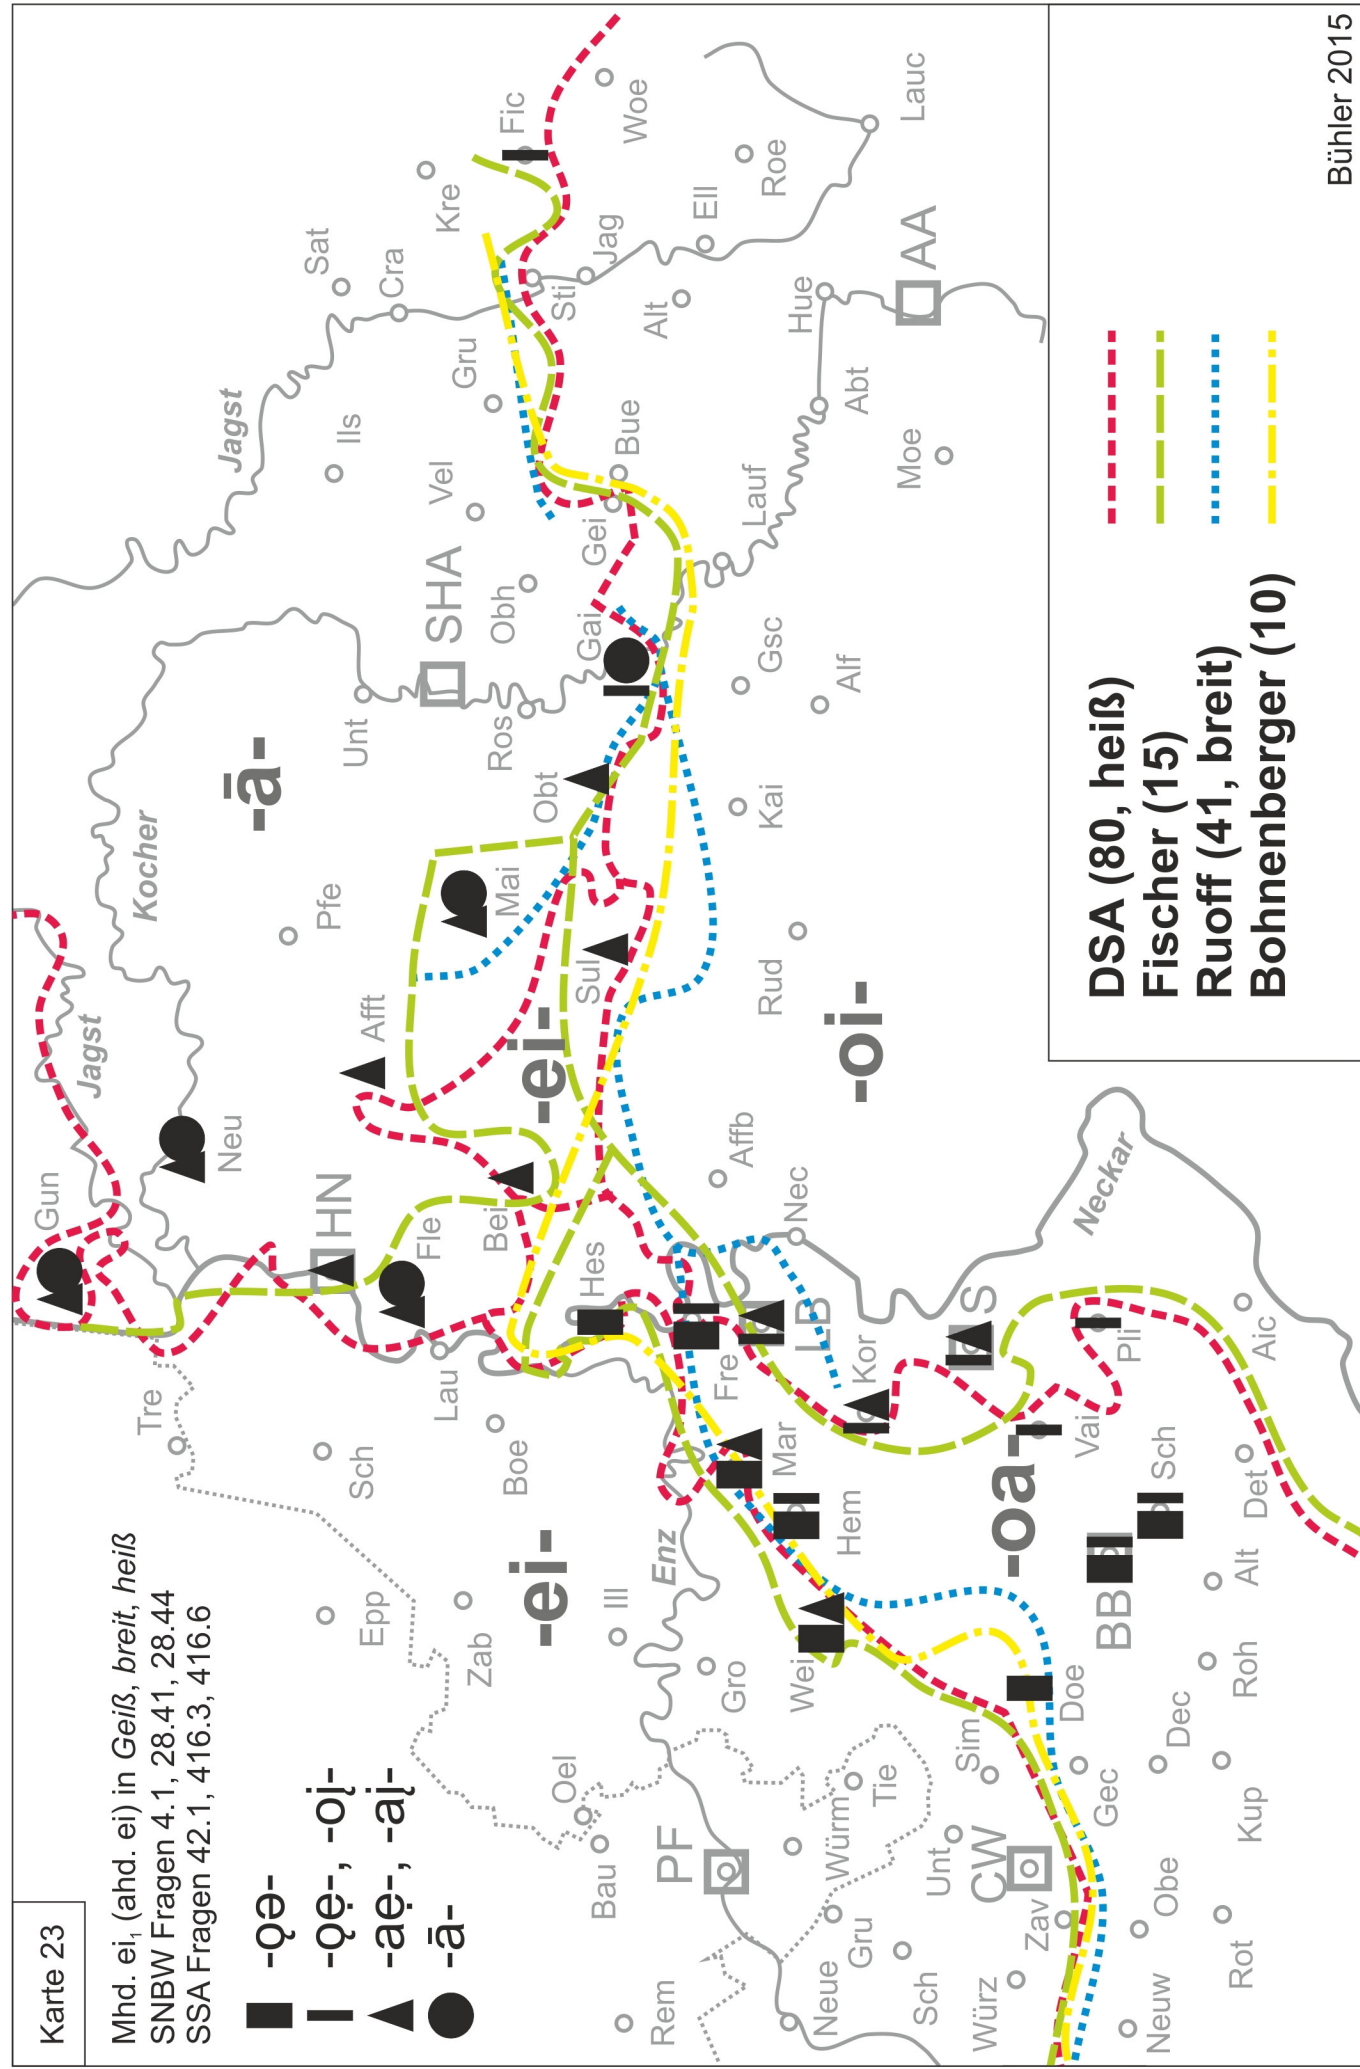 Karte 23
Mhd. ei₁ (ahd. ei) in Geiß, breit, heiß
SNBW Fragen 4.1, 28.41, 28.44
SSA Fragen 42.1, 416.3, 416.6
-ǫə-
-ǫẹ-, -oi̯-
-aẹ-, -ai̯-
-ā-
Jagst
Kocher
Jagst
Enz
Neckar
-ā-
-ei̯-
-ei̯-
-oi̯-
-oa-
Gun
Neu
Tre
HN
Sch
Epp
Fle
Lau
Boe
Zab
Bei
Afft
Pfe
Unt
SHA
Ils
Sat
Cra
Kre
Vel
Gru
Fic
Woe
Obh
Ros
Mai
Obt
Gai
Gei
Bue
Sti
Jag
Alt
Ell
Roe
Lauc
Sul
Hes
Ill
Oel
Bau
Rem
PF
Gro
Fre
Affb
Nec
LB
Rud
Kai
Gsc
Alf
Lauf
Abt
Hue
AA
Moe
Mar
Hem
Kor
Wei
Würm
Tie
Neue
Gru
Sch
Unt
CW
Würz
Zav
Sim
Doe
Gec
S
Vai
Pli
BB
Sch
Dec
Obe
Neuw
Rot
Kup
Roh
Alt
Det
Aic
DSA (80, heiß)
Fischer (15)
Ruoff (41, breit)
Bohnenberger (10)
Bühler 2015